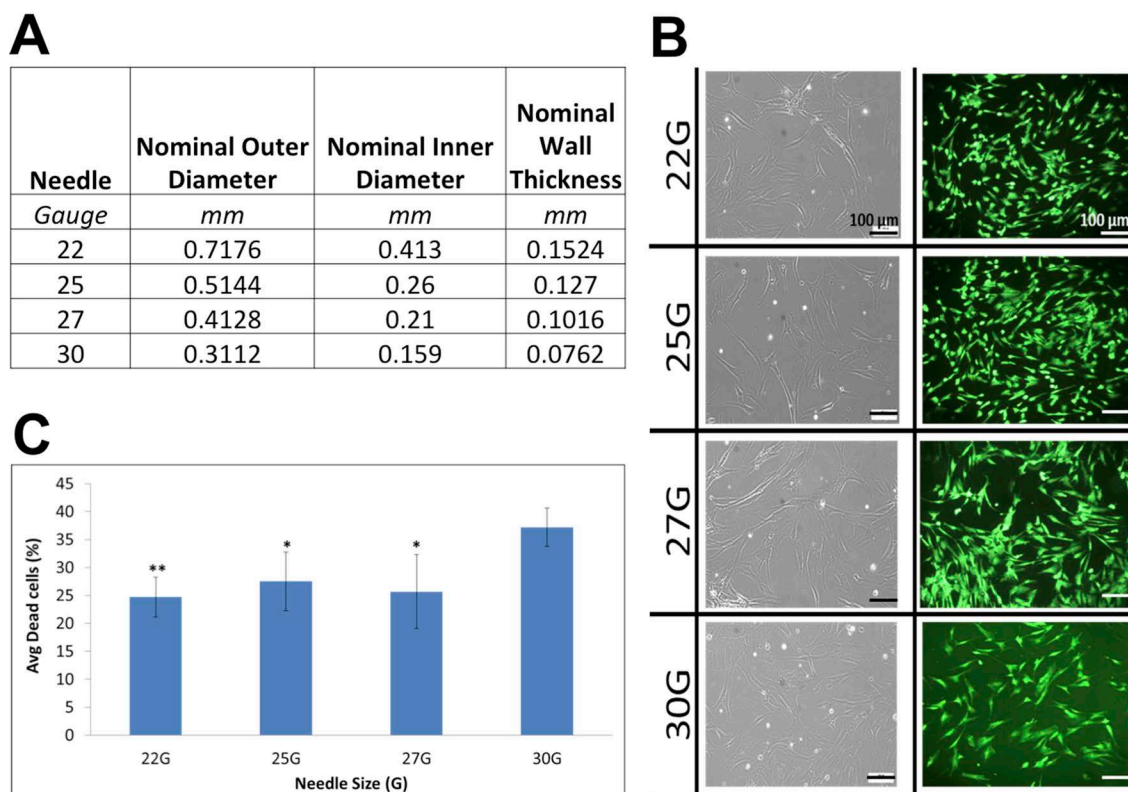 A
Needle
Nominal Outer Diameter
Nominal Inner Diameter
Nominal Wall Thickness
Gauge mm mm mm
22 0.7176 0.413 0.1524
25 0.5144 0.26 0.127
27 0.4128 0.21 0.1016
30 0.3112 0.159 0.0762
B
22G
100 µm
100 µm
25G
27G
30G
C
Avg Dead cells (%)
45
40
35
30
25
20
15
10
5
0
**
*
*
22G 25G 27G 30G
Needle Size (G)